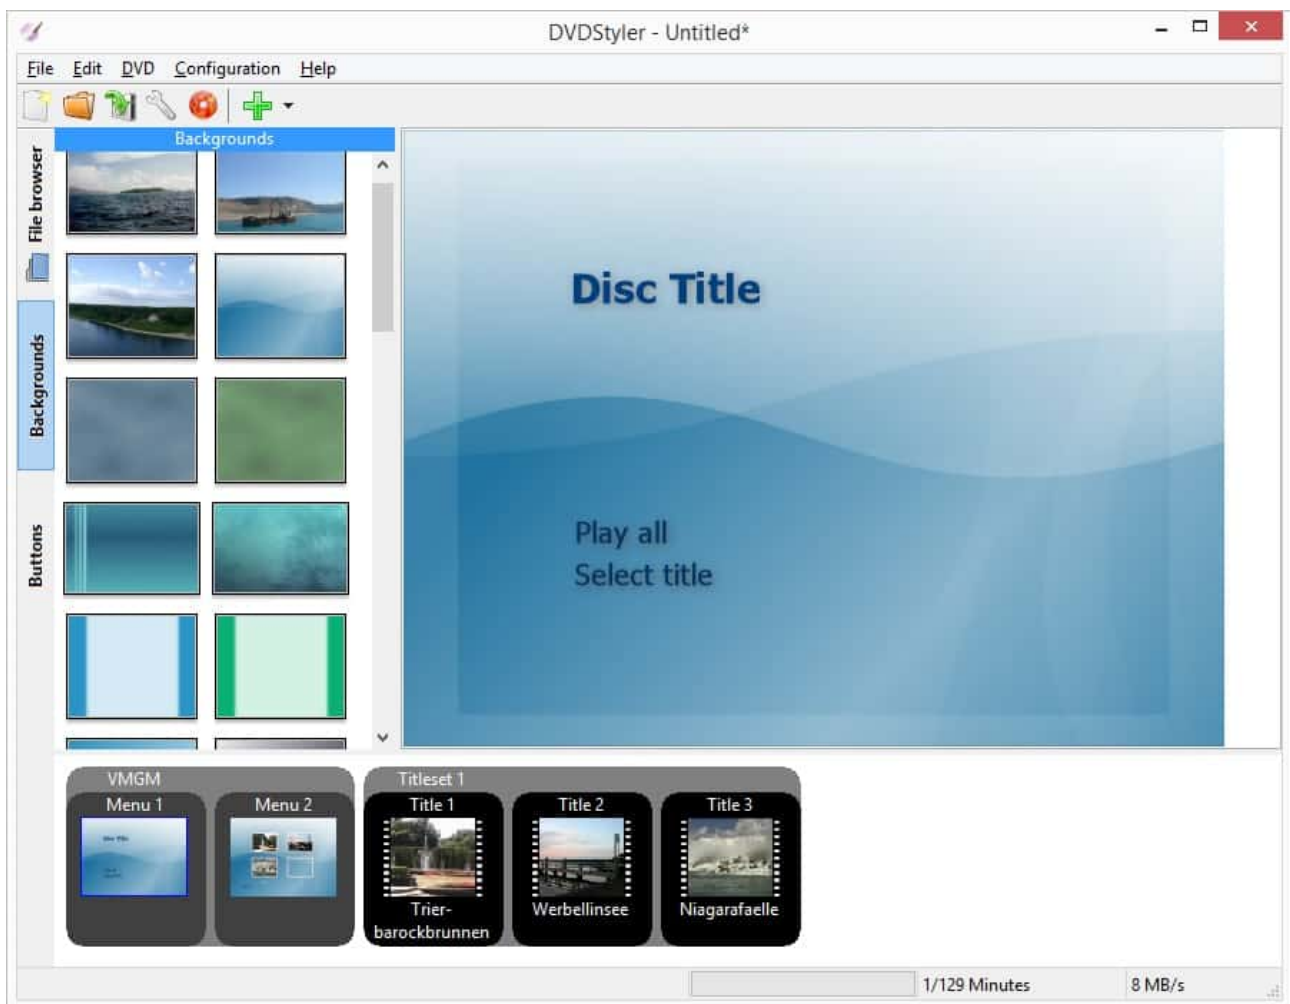 DVDStyler - Untitled*
File Edit DVD Configuration Help
Backgrounds
File browser
Backgrounds
Buttons
Disc Title
Play all
Select title
VMGM
Titleset 1
Menu 1
Menu 2
Title 1
Title 2
Title 3
Trier-
barockbrunnen
Werbellinsee
Niagarafaelle
1/129 Minutes
8 MB/s